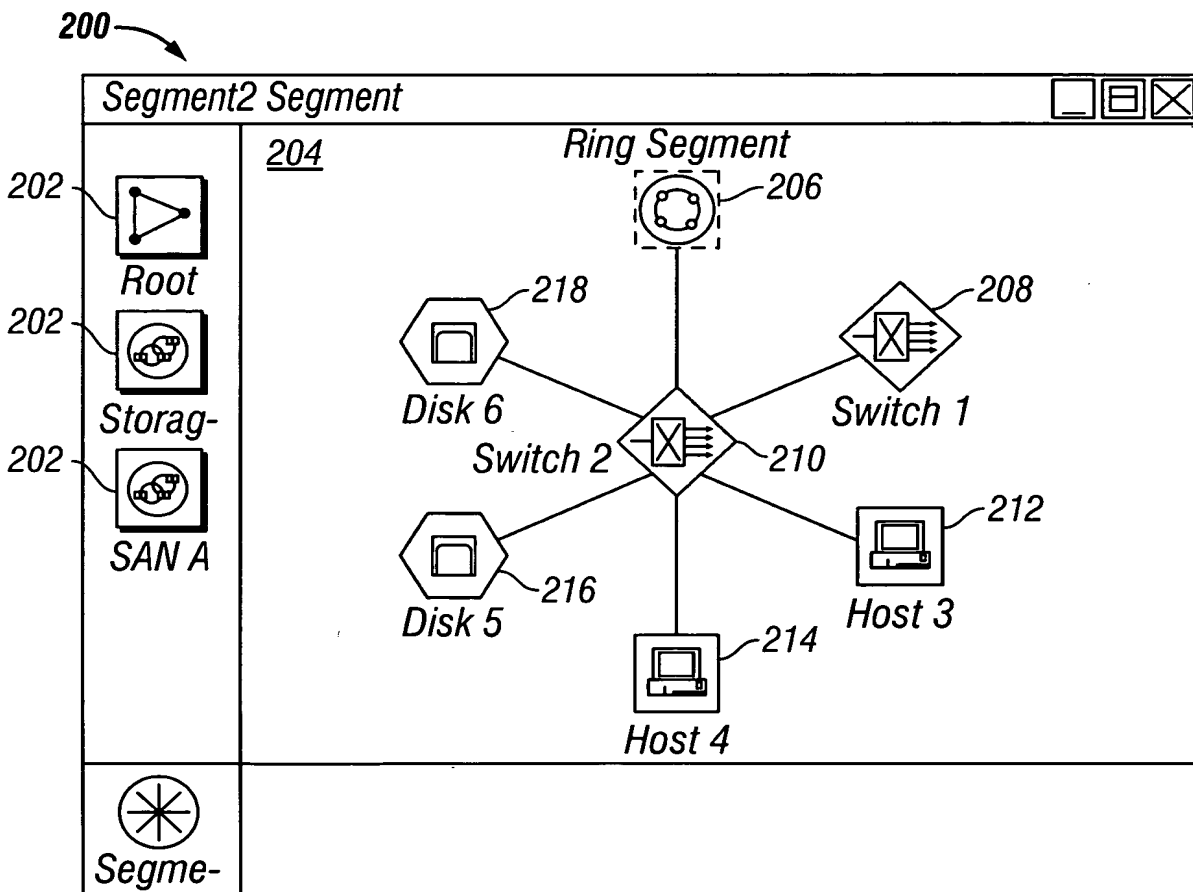 200
Segment2 Segment
204
Ring Segment
202
206
Root
218
208
202
Disk 6
Switch 1
Storag-
Switch 2
210
202
212
SAN A
216
Disk 5
Host 3
214
Host 4
Segme-